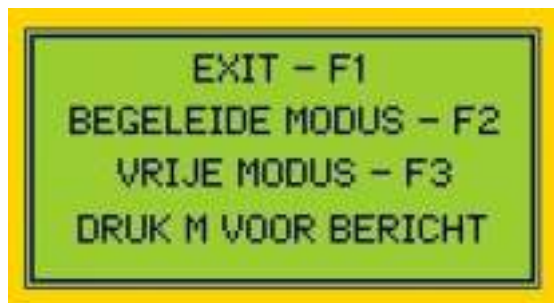 EXIT - F1
BEGELEIDE MODUS - F2
VRIJE MODUS - F3
DRUK M VOOR BERICHT